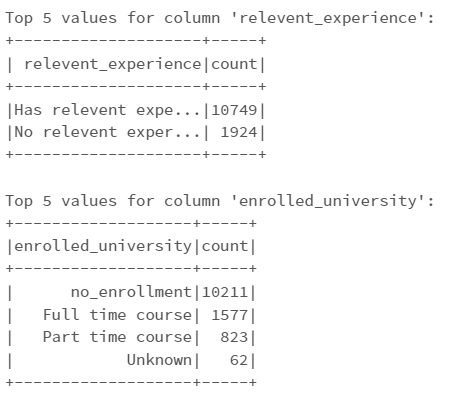 Top 5 values for column 'relevent_experience':
+-------------------+-----+
| relevent_experience|count|
+-------------------+-----+
|Has relevent expe...|10749|
|No relevent exper...| 1924|
+-------------------+-----+
Top 5 values for column 'enrolled_university':
+------------------+-----+
|enrolled_university|count|
+------------------+-----+
|      no_enrollment|10211|
|   Full time course| 1577|
|   Part time course|  823|
|            Unknown|   62|
+------------------+-----+